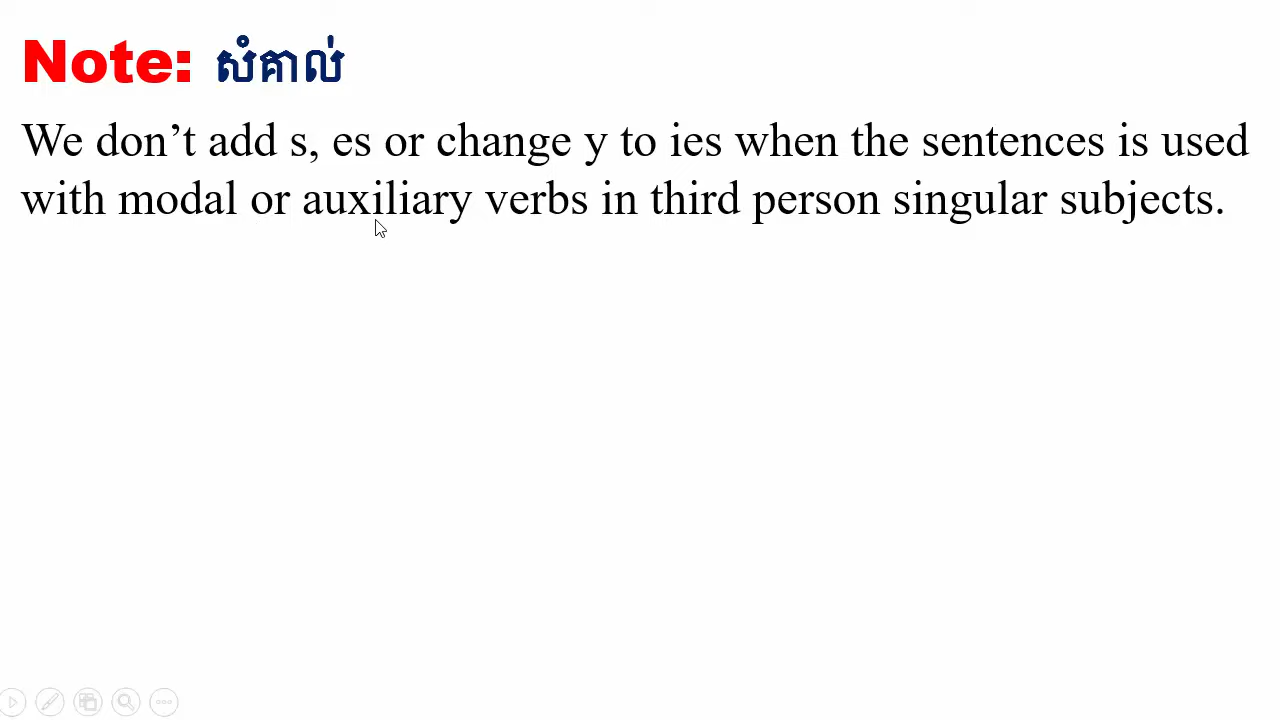 Note: សំគាល់
We don’t add s, es or change y to ies when the sentences is used
with modal or auxiliary verbs in third person singular subjects.